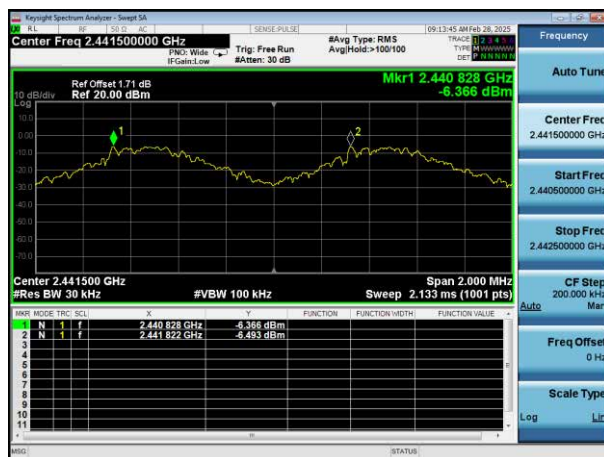 Keysight Spectrum Analyzer - Swept SA
RL RF 50 Ω AC SENSE:PULSE 09:13:45 AM Feb 28, 2025
Center Freq 2.441500000 GHz
PNO: Wide
IFGain:Low
Trig: Free Run
#Atten: 30 dB
#Avg Type: RMS
Avg|Hold:>100/100
TRACE 1 2 3 4 5 6
TYPE M W W W W W
DET P N N N N N
Ref Offset 1.71 dB
10 dB/div Ref 20.00 dBm
Log
Mkr1 2.440 828 GHz
-6.366 dBm
10.0
0.00
-10.0
-20.0
-30.0
-40.0
-50.0
-60.0
-70.0
1
2
Center 2.441500 GHz Span 2.000 MHz
#Res BW 30 kHz #VBW 100 kHz Sweep 2.133 ms (1001 pts)
MKR MODE TRC SCL X Y FUNCTION FUNCTION WIDTH FUNCTION VALUE
1 N 1 f 2.440 828 GHz -6.366 dBm
2 N 1 f 2.441 822 GHz -6.493 dBm
3
4
5
6
7
8
9
10
11
MSG STATUS
Frequency
Auto Tune
Center Freq
2.441500000 GHz
Start Freq
2.440500000 GHz
Stop Freq
2.442500000 GHz
CF Step
200.000 kHz
Auto Man
Freq Offset
0 Hz
Scale Type
Log Lin